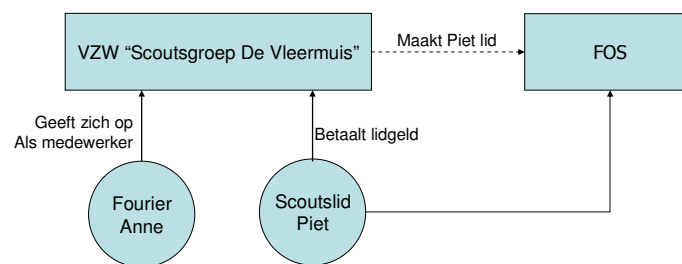 VZW “Scoutsgroep De Vleermuis”
Maakt Piet lid
FOS
Geeft zich op
Als medewerker
Betaalt lidgeld
Fourier
Anne
Scoutslid
Piet